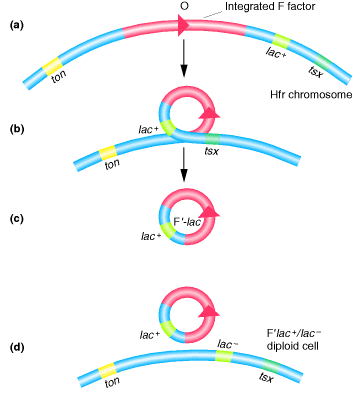 O
Integrated F factor
(a)
ton
lac+
tsx
Hfr chromosome
(b)
lac+
ton
tsx
(c)
F′-lac
lac+
lac+
F′lac+/lac−
diploid cell
(d)
lac−
ton
tsx